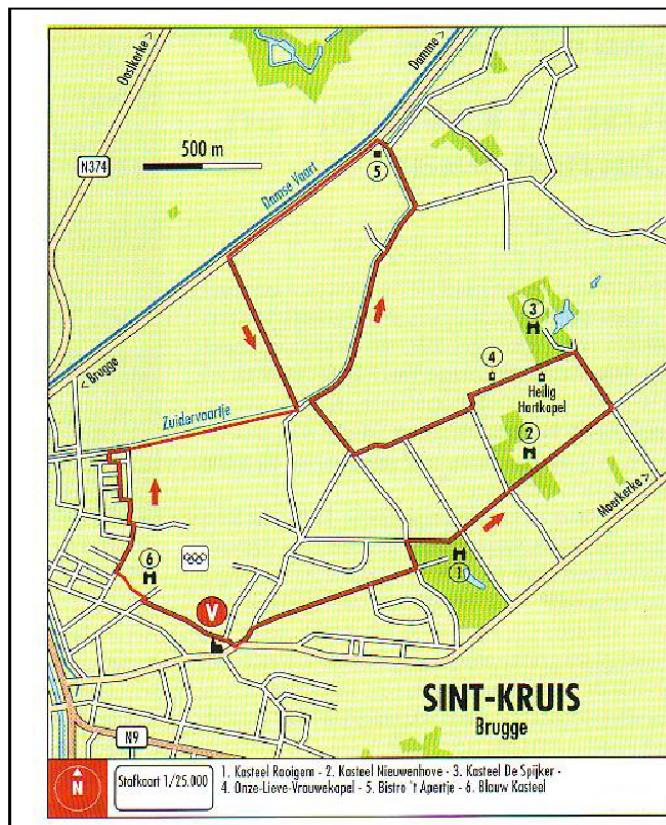 Oostkerke >
Damme >
N374
500 m
5
Damse Vaart
3
4
< Brugge
Heilig
Hartkapel
Zuidervaartje
2
Moerkerke >
6
1
V
SINT-KRUIS
Brugge
N9
N
Stafkaart 1/25.000
1. Kasteel Rooigem - 2. Kasteel Nieuwenhove - 3. Kasteel De Spijker -
4. Onze-Lieve-Vrouwekapel - 5. Bistro 't Apertje - 6. Blauw Kasteel